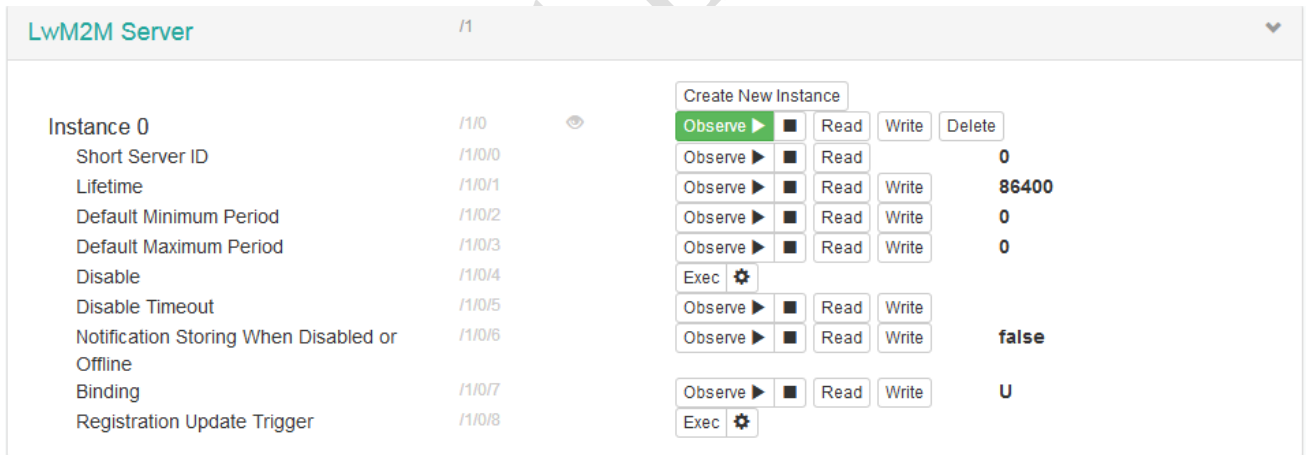 LwM2M Server /1
Create New Instance
Instance 0 /1/0 Observe Read Write Delete
Short Server ID /1/0/0 Observe Read 0
Lifetime /1/0/1 Observe Read Write 86400
Default Minimum Period /1/0/2 Observe Read Write 0
Default Maximum Period /1/0/3 Observe Read Write 0
Disable /1/0/4 Exec
Disable Timeout /1/0/5 Observe Read Write
Notification Storing When Disabled or /1/0/6 Observe Read Write false
Offline
Binding /1/0/7 Observe Read Write U
Registration Update Trigger /1/0/8 Exec